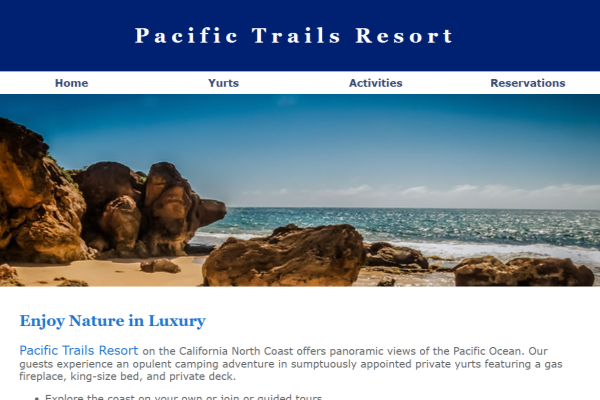 Pacific Trails Resort
Home Yurts Activities Reservations
Enjoy Nature in Luxury
Pacific Trails Resort on the California North Coast offers panoramic views of the Pacific Ocean. Our
guests experience an opulent camping adventure in sumptuously appointed private yurts featuring a gas
fireplace, king-size bed, and private deck.
• Explore the coast on your own or join or guided tours